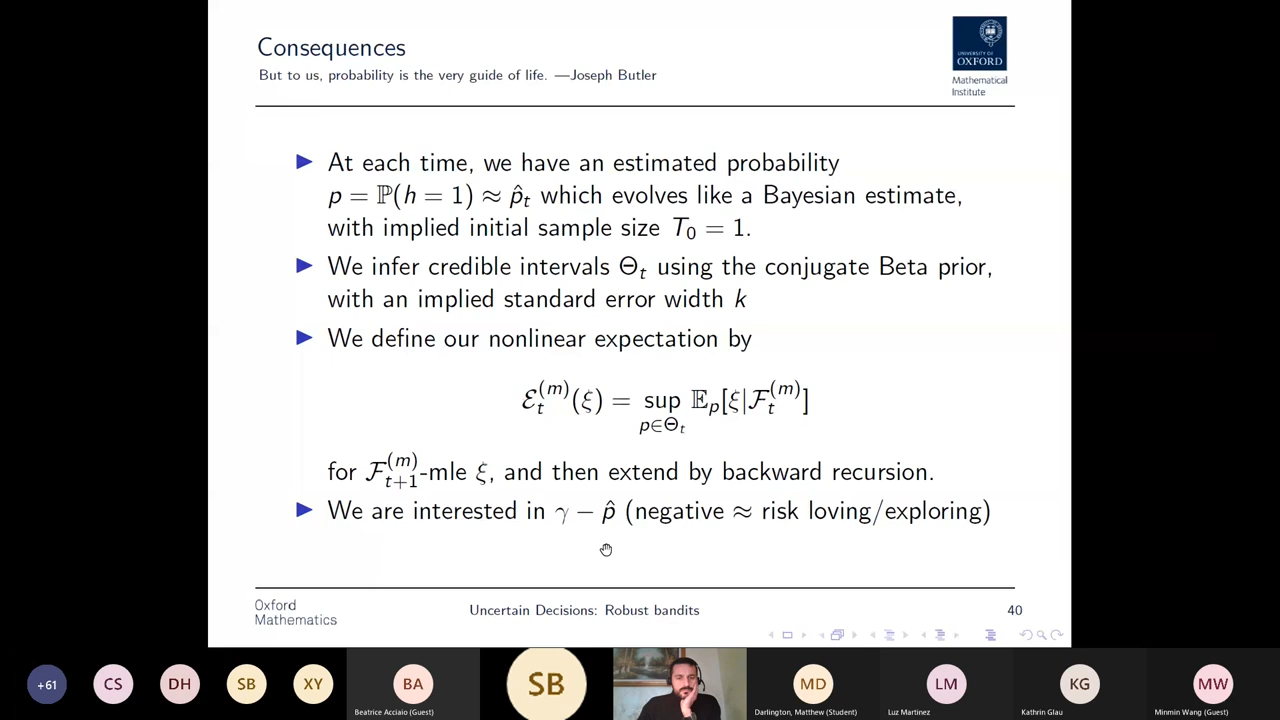 Consequences
But to us, probability is the very guide of life. —Joseph Butler
UNIVERSITY OF
OXFORD
Mathematical
Institute
▶ At each time, we have an estimated probability
p = ℙ(h = 1) ≈ p̂_t which evolves like a Bayesian estimate,
with implied initial sample size T_0 = 1.
▶ We infer credible intervals Θ_t using the conjugate Beta prior,
with an implied standard error width k
▶ We define our nonlinear expectation by
ℰ_t^{(m)}(ξ) = sup_{p∈Θ_t} 𝔼_p[ξ|ℱ_t^{(m)}]
for ℱ_{t+1}^{(m)}-mle ξ, and then extend by backward recursion.
▶ We are interested in γ − p̂ (negative ≈ risk loving/exploring)
Oxford
Mathematics
Uncertain Decisions: Robust bandits
40
+61
CS
DH
SB
XY
BA
Beatrice Acciaio (Guest)
SB
MD
Darlington, Matthew (Student)
LM
Luz Martinez
KG
Kathrin Glau
MW
Minmin Wang (Guest)